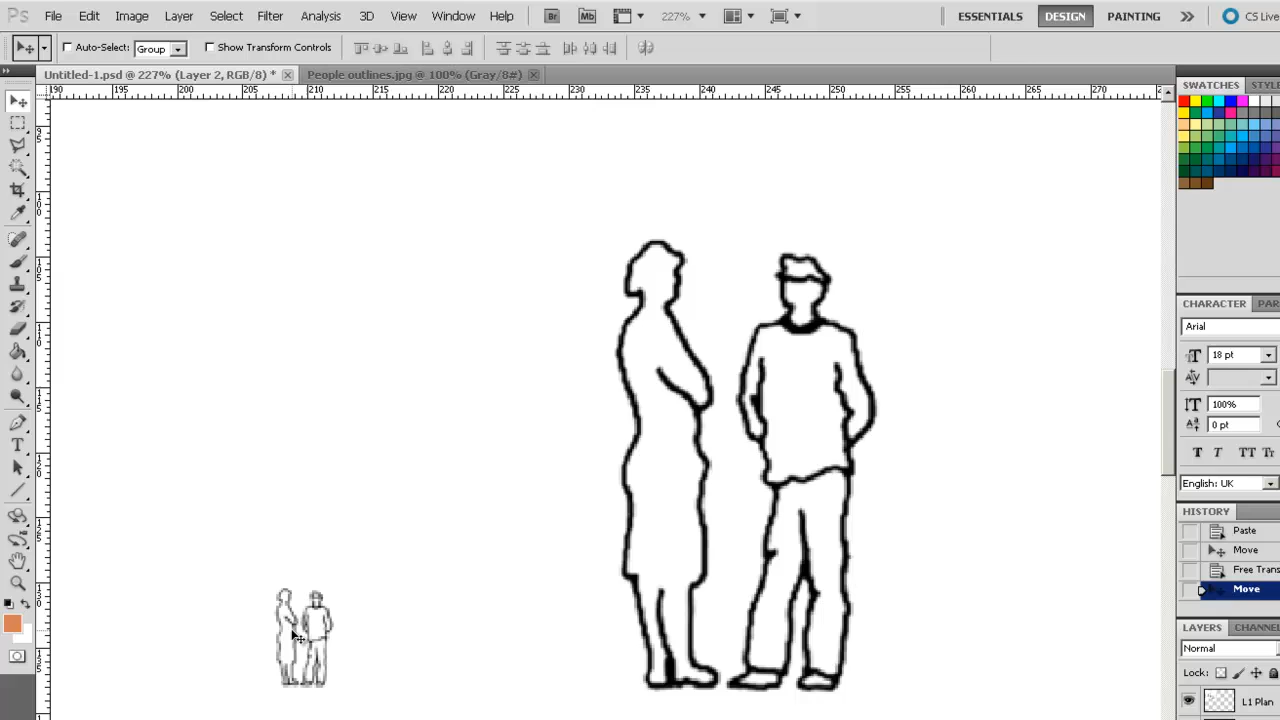 Ps File Edit Image Layer Select Filter Analysis 3D View Window Help Br Mb 227% ESSENTIALS DESIGN PAINTING CS Live
Auto-Select: Group Show Transform Controls
Untitled-1.psd @ 227% (Layer 2, RGB/8) * People outlines.jpg @ 100% (Gray/8#)
190 195 200 205 210 215 220 225 230 235 240 245 250 255 260 265 270
SWATCHES STYLE
CHARACTER PAR
Arial
18 pt
100%
0 pt
T T TT Tr
English: UK
HISTORY
Paste
Move
Free Trans
Move
LAYERS CHANNEL
Normal
Lock:
L1 Plan